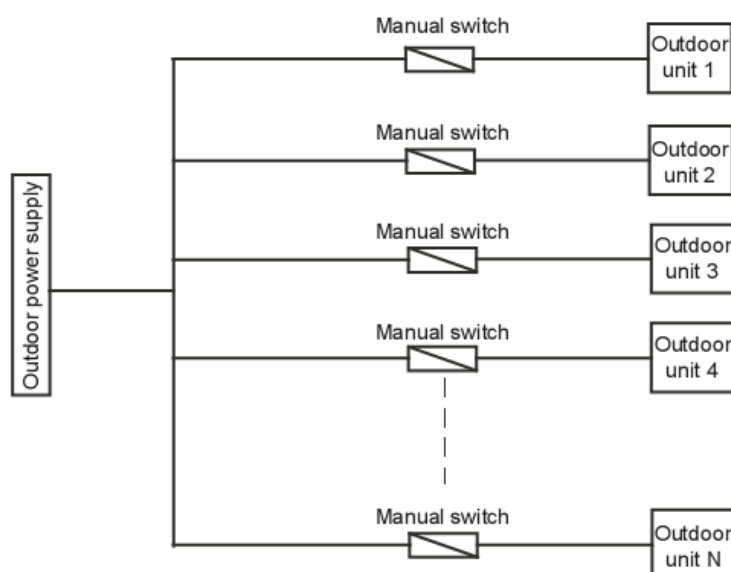 Manual switch
Outdoor
unit 1
Manual switch
Outdoor
unit 2
Outdoor power supply
Manual switch
Outdoor
unit 3
Manual switch
Outdoor
unit 4
Manual switch
Outdoor
unit N